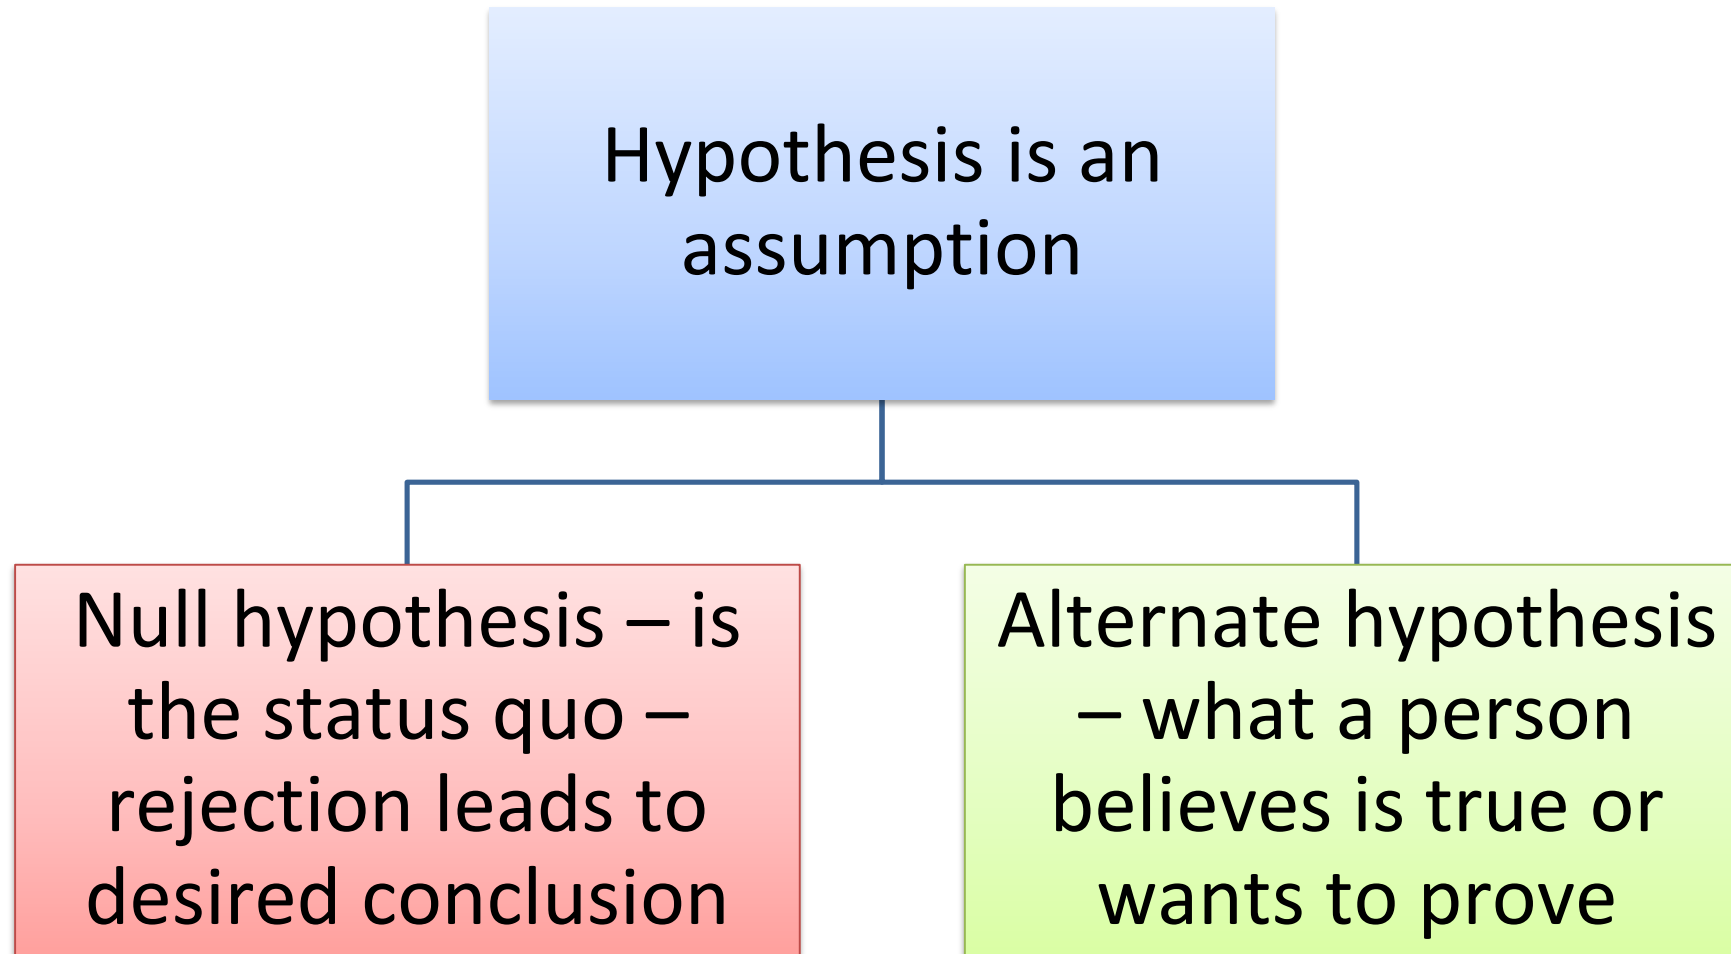 Hypothesis is an
assumption
Null hypothesis – is
the status quo –
rejection leads to
desired conclusion
Alternate hypothesis
– what a person
believes is true or
wants to prove